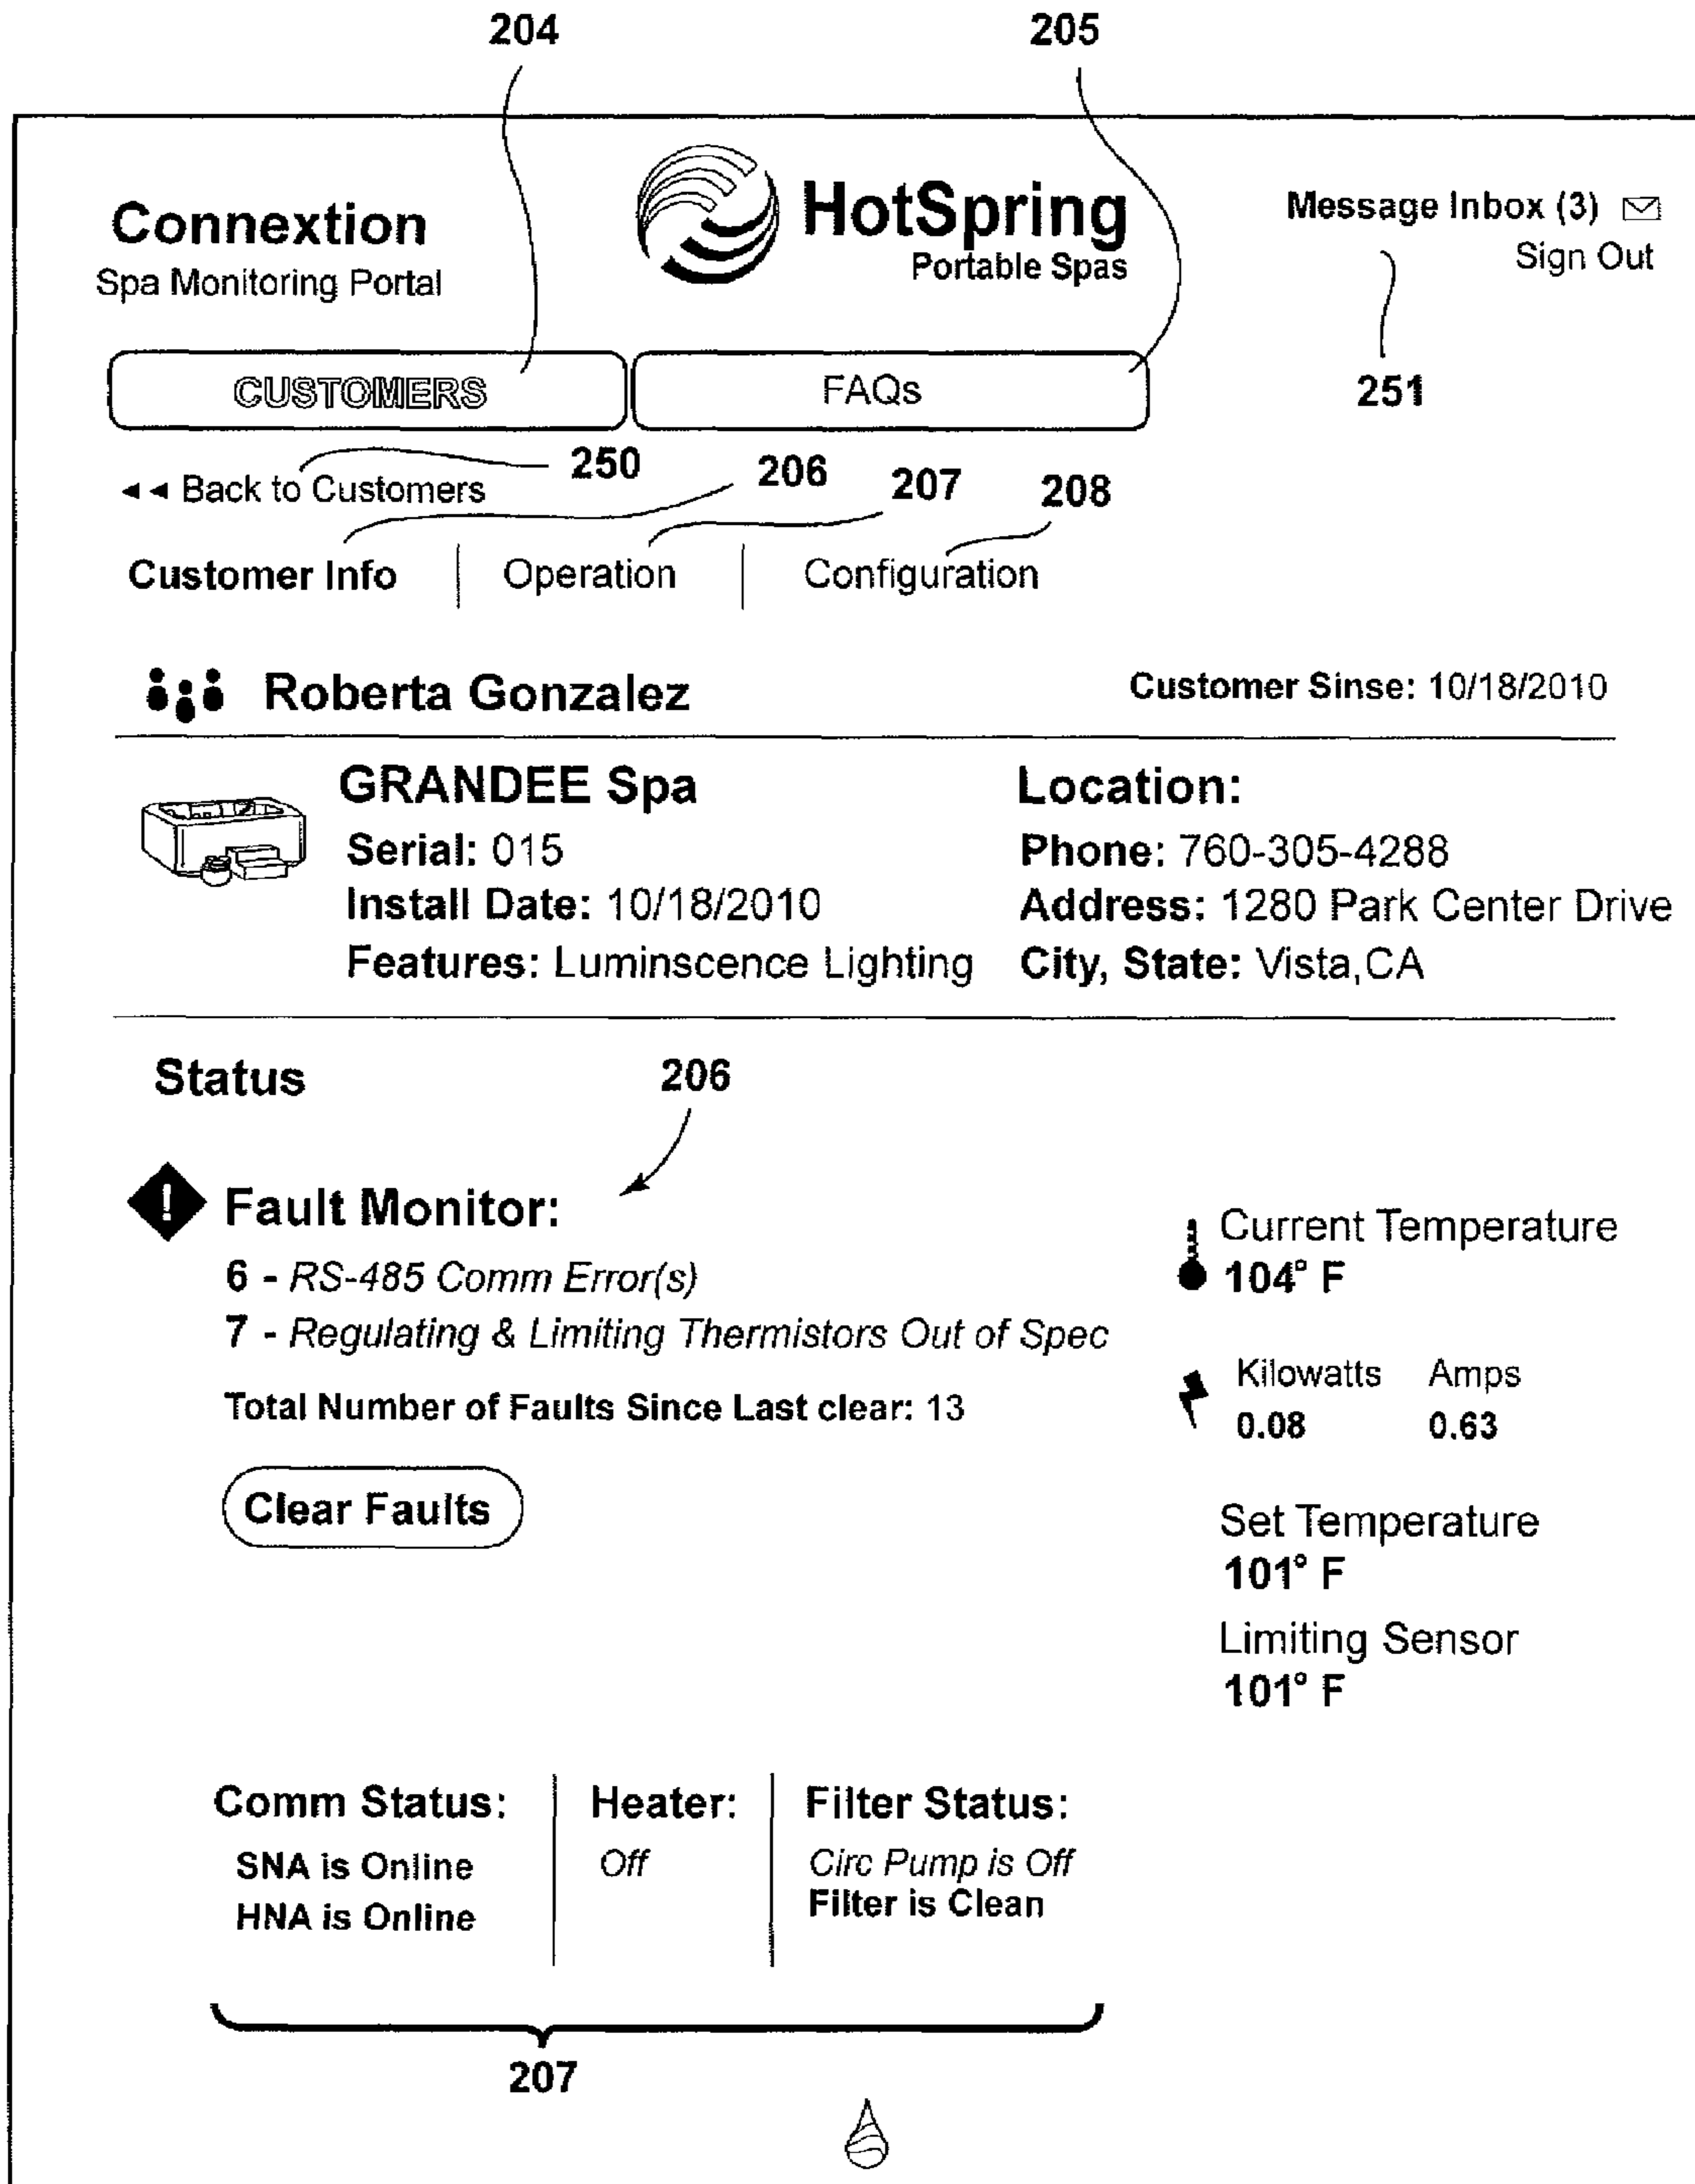 204 205
Connextion
Spa Monitoring Portal
HotSpring
Portable Spas
Message Inbox (3)
Sign Out
251
CUSTOMERS FAQs
◄◄ Back to Customers 250 206 207 208
Customer Info | Operation | Configuration
Roberta Gonzalez Customer Sinse: 10/18/2010
GRANDEE Spa
Serial: 015
Install Date: 10/18/2010
Features: Luminscence Lighting
Location:
Phone: 760-305-4288
Address: 1280 Park Center Drive
City, State: Vista,CA
Status 206
! Fault Monitor:
6 - RS-485 Comm Error(s)
7 - Regulating & Limiting Thermistors Out of Spec
Total Number of Faults Since Last clear: 13
Clear Faults
Current Temperature
104° F
Kilowatts Amps
0.08 0.63
Set Temperature
101° F
Limiting Sensor
101° F
Comm Status:
SNA is Online
HNA is Online
Heater:
Off
Filter Status:
Circ Pump is Off
Filter is Clean
207